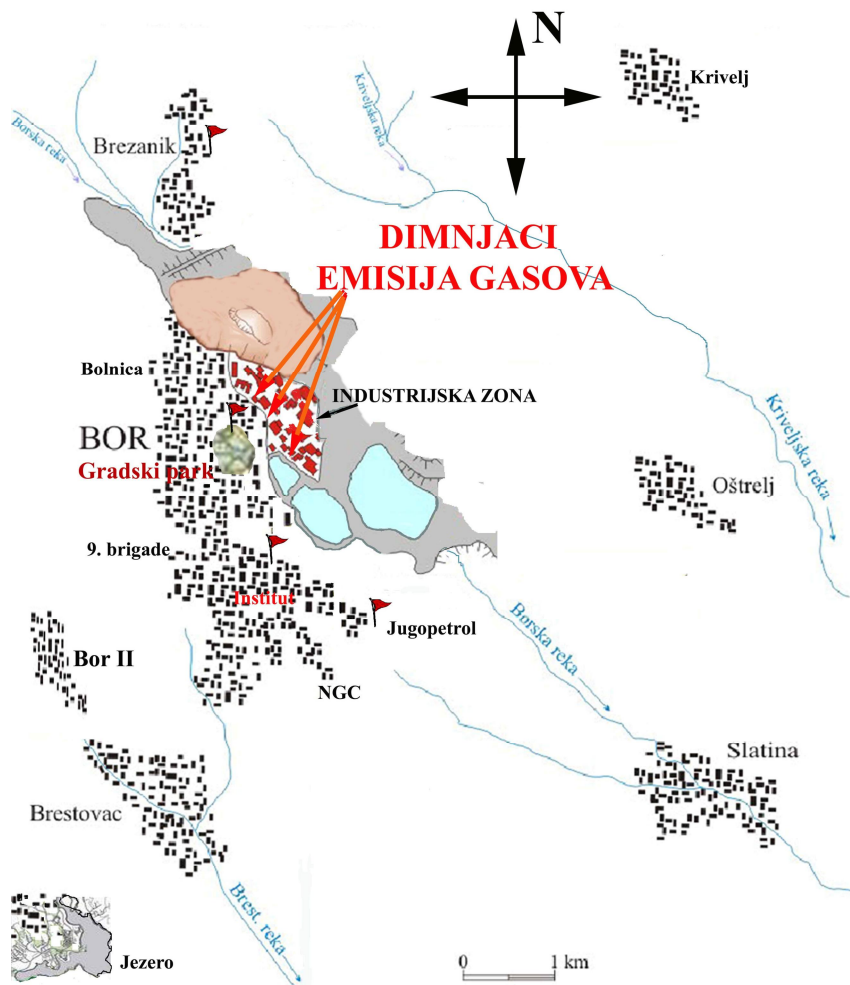 N
Krivelj
Kriveljska reka
Borska reka
Brezanik
DIMNJACI
EMISIJA GASOVA
Bolnica
INDUSTRIJSKA ZONA
BOR
Gradski park
Kriveljska reka
Oštrelj
9. brigade
Institut
Borska reka
Jugopetrol
Bor II
NGC
Slatina
Brestovac
Brest. reka
Jezero
0 1 km